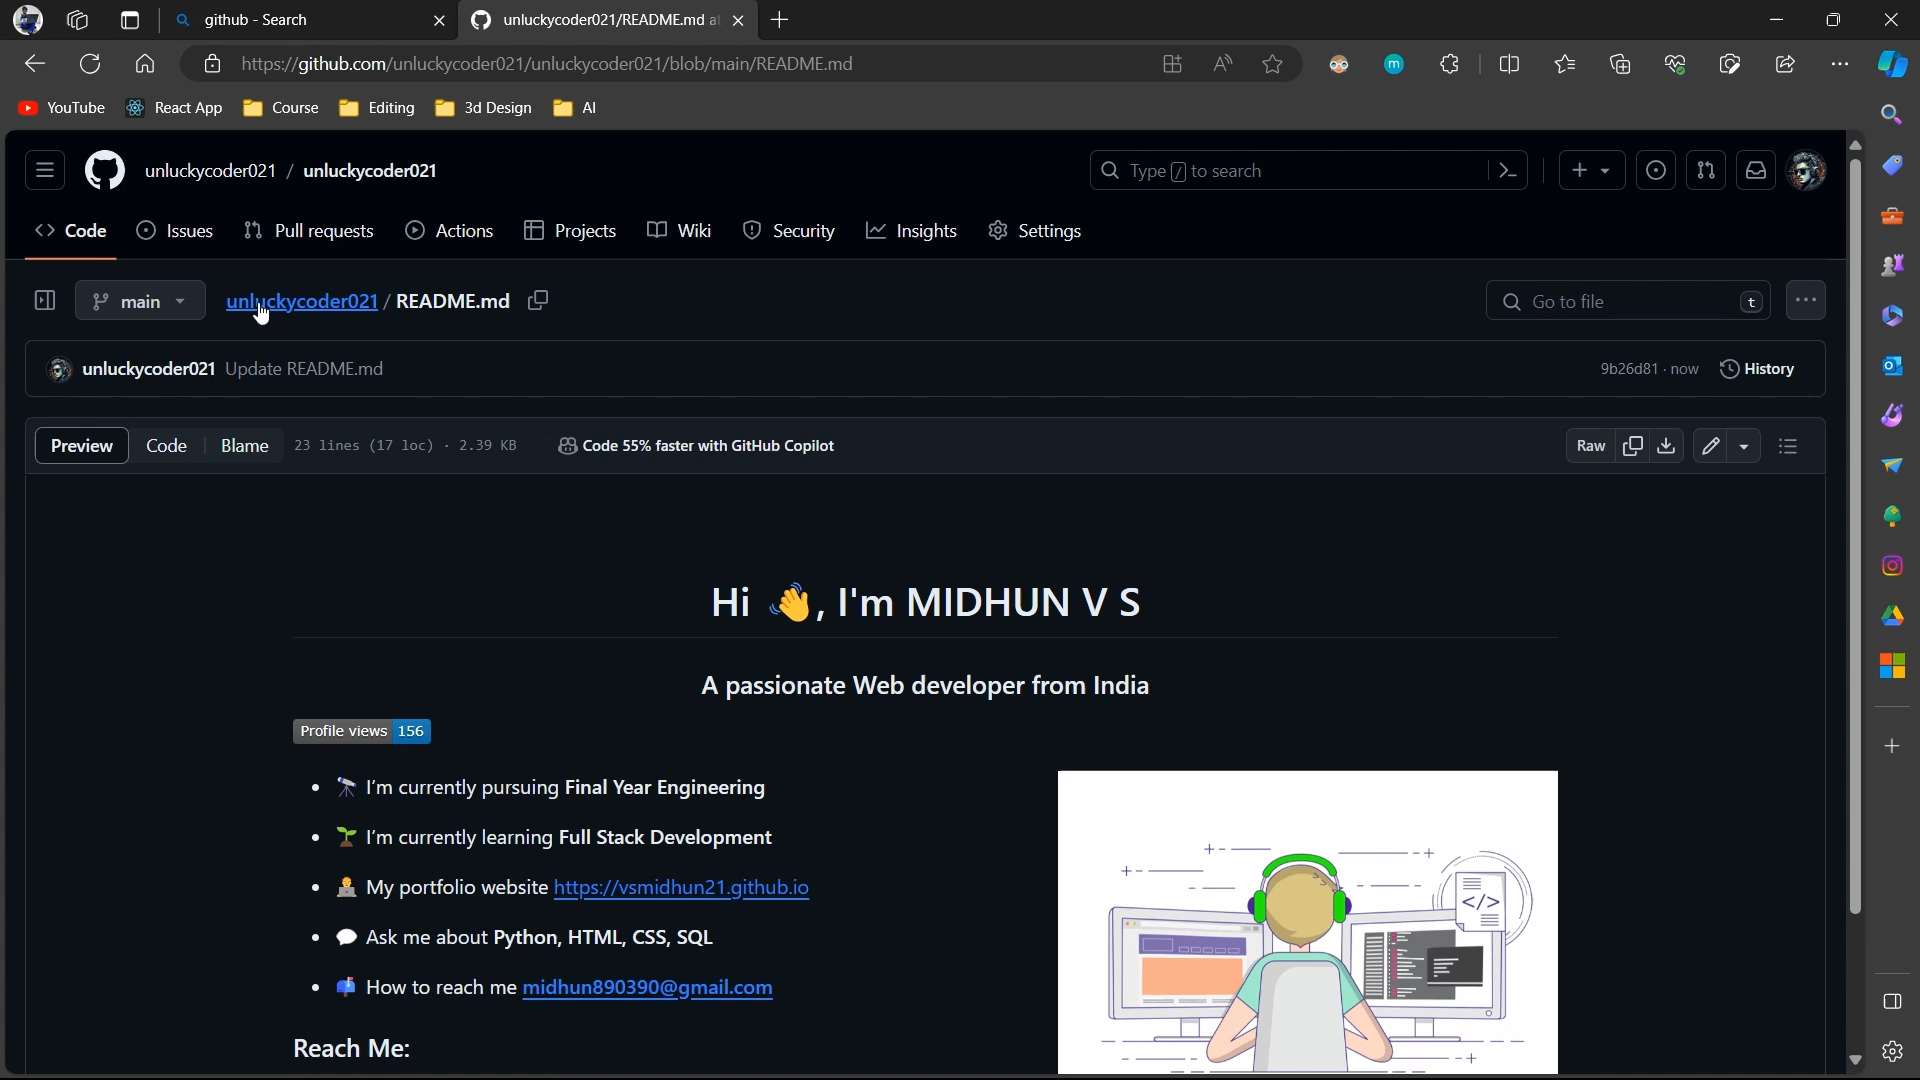 github - Search
unluckycoder021/README.md at
https://github.com/unluckycoder021/unluckycoder021/blob/main/README.md
m
YouTube React App Course Editing 3d Design AI
unluckycoder021 / unluckycoder021
Type / to search
Code Issues Pull requests Actions Projects Wiki Security Insights Settings
main unluckycoder021 / README.md
Go to file t
unluckycoder021 Update README.md
9b26d81 · now History
Preview Code Blame 23 lines (17 loc) · 2.39 KB Code 55% faster with GitHub Copilot
Raw
Hi 👋, I'm MIDHUN V S
A passionate Web developer from India
Profile views 156
• 🔭 I'm currently pursuing Final Year Engineering
• 🌱 I'm currently learning Full Stack Development
• 👨‍💻 My portfolio website https://vsmidhun21.github.io
• 💬 Ask me about Python, HTML, CSS, SQL
• 📫 How to reach me midhun890390@gmail.com
</>
Reach Me: